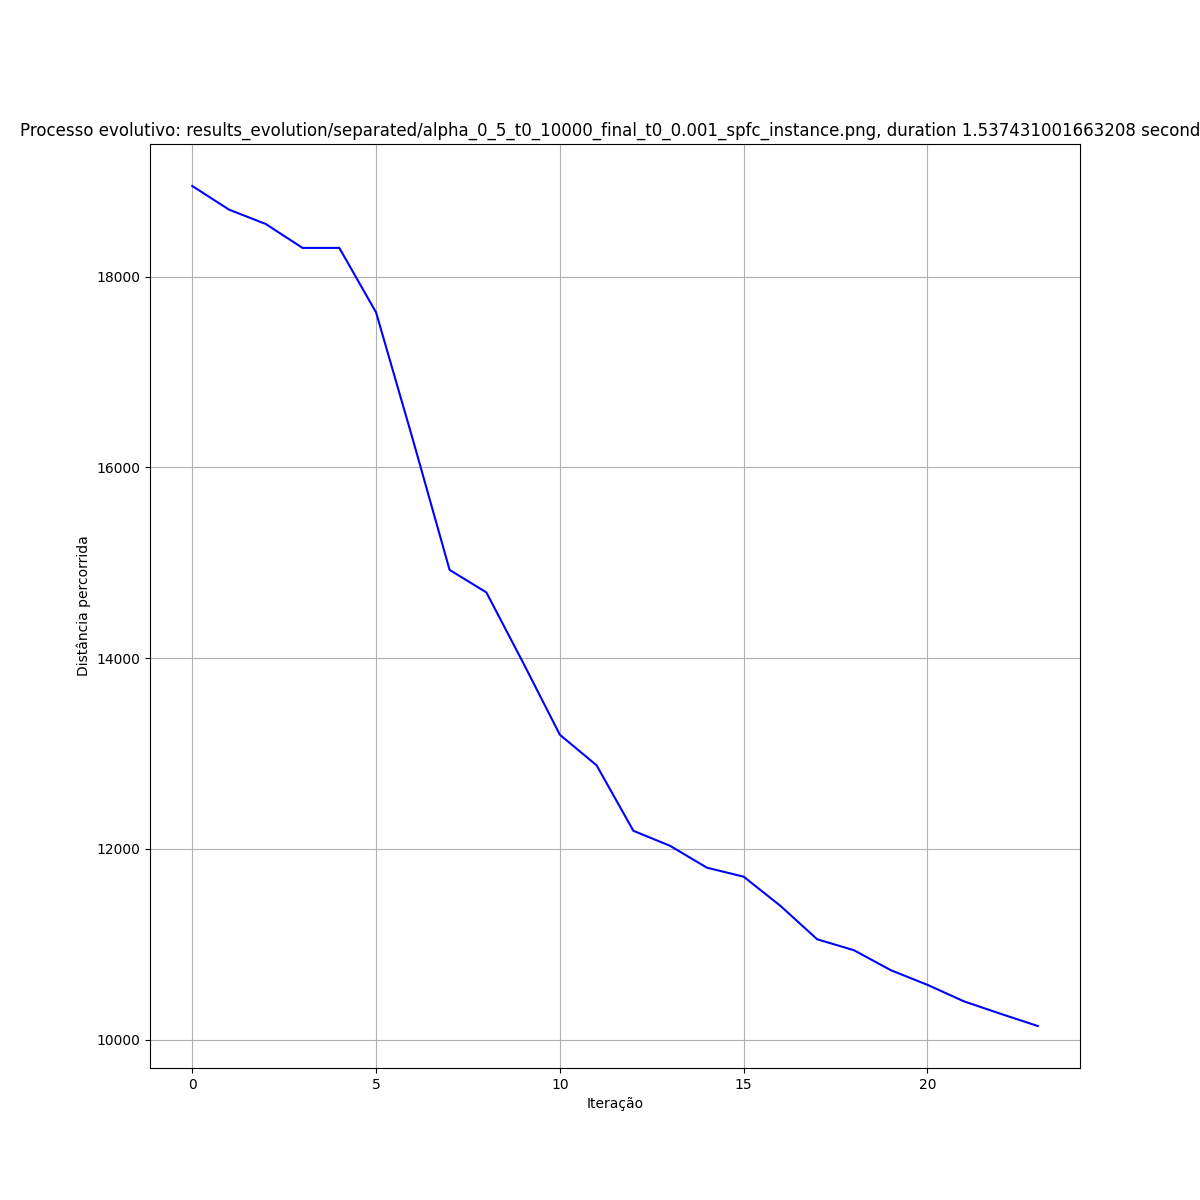 Processo evolutivo: results_evolution/separated/alpha_0_5_t0_10000_final_t0_0.001_spfc_instance.png, duration 1.537431001663208 second
18000
16000
14000
12000
10000
Distância percorrida
0 5 10 15 20
Iteração